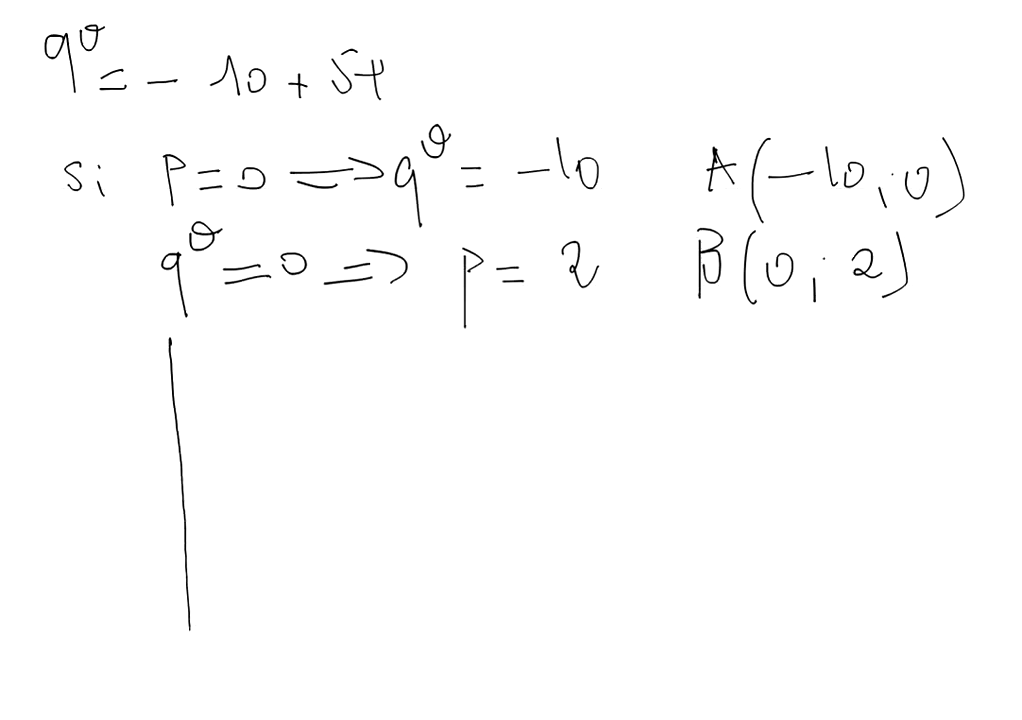 q^o = - 10 + 5p
si p = 0 ⟹ q^o = -10 A(-10; 0)
q^o = 0 ⟹ p = 2 B(0; 2)